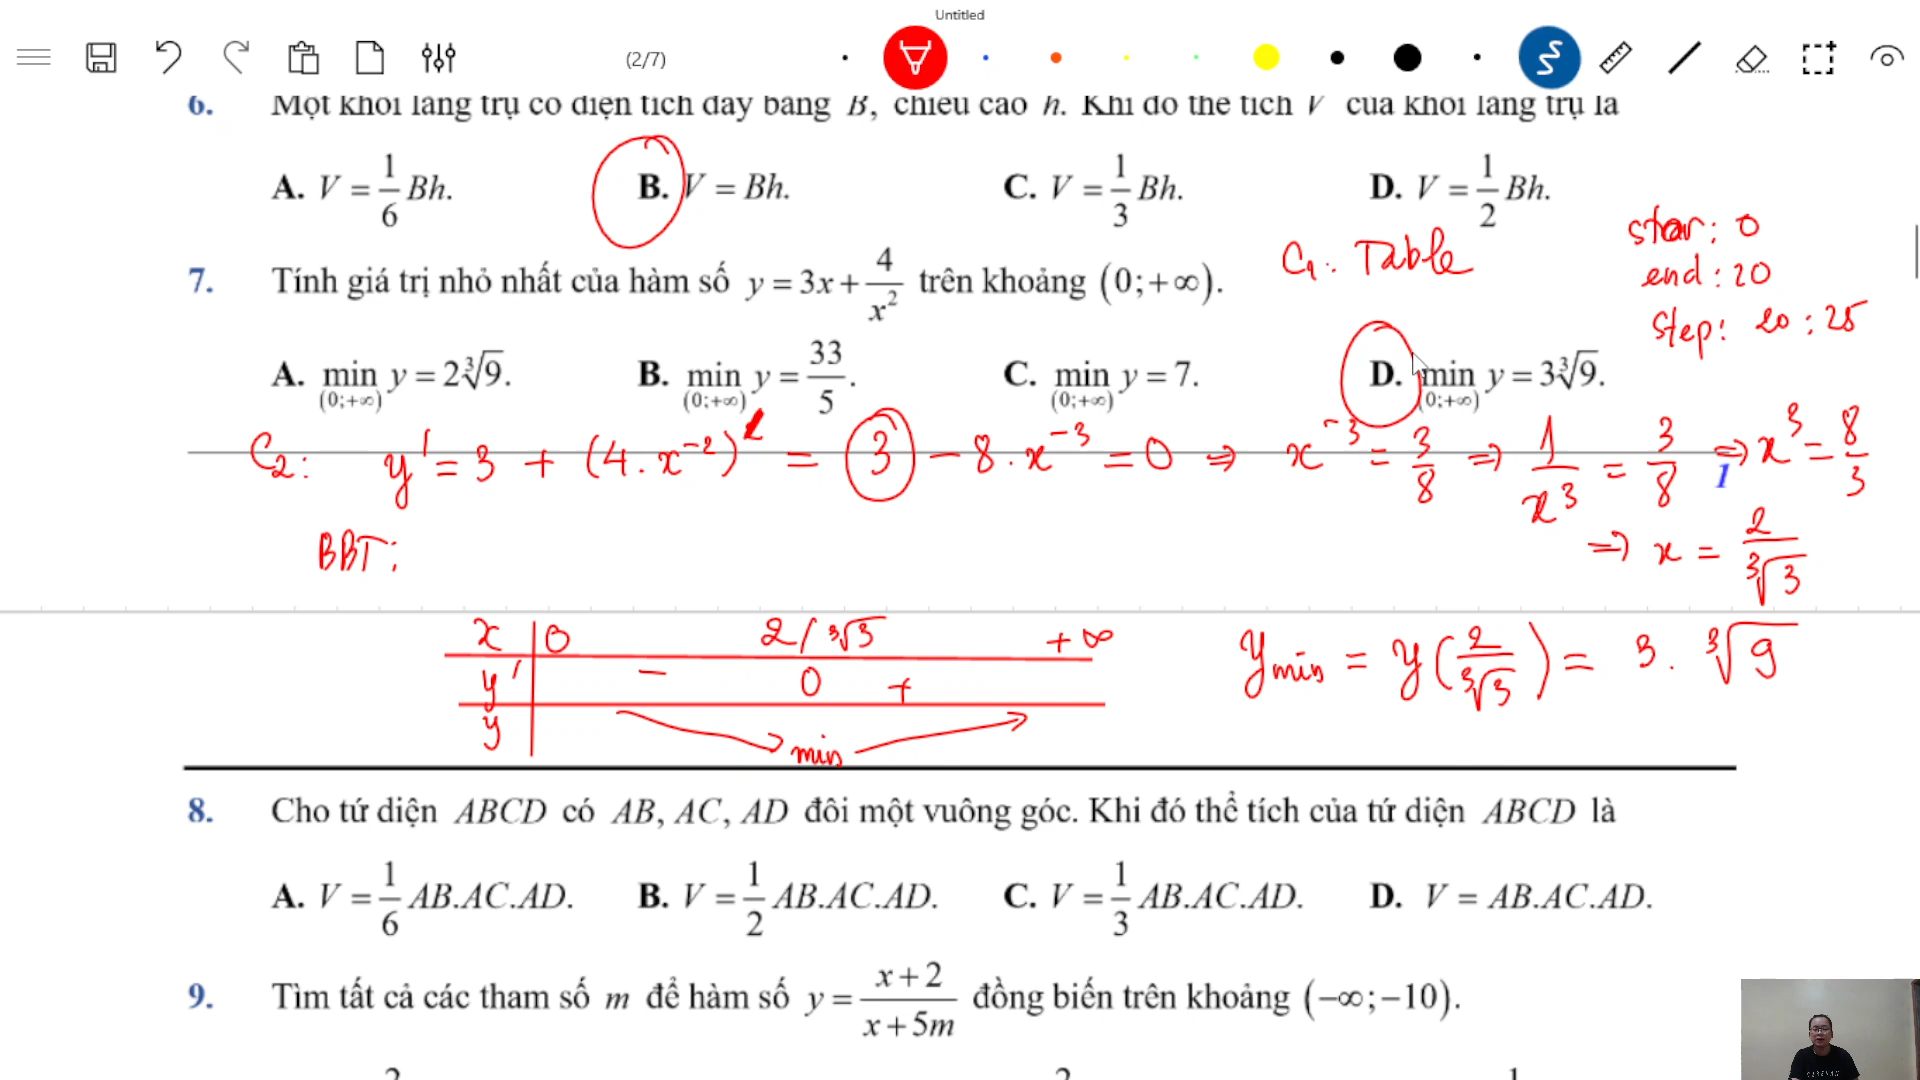 Untitled
(2/7)
6. Một khối lăng trụ có diện tích đáy bằng B, chiều cao h. Khi đó thể tích V của khối lăng trụ là
A. V = 1/6 Bh. B. V = Bh. C. V = 1/3 Bh. D. V = 1/2 Bh.
C₁: Table
star: 0
end: 20
Step: 20:25
7. Tính giá trị nhỏ nhất của hàm số y = 3x + 4/x² trên khoảng (0;+∞).
A. min y = 2∛9. B. min y = 33/5. C. min y = 7. D. min y = 3∛9.
(0;+∞) (0;+∞) (0;+∞) (0;+∞)
C₂: y' = 3 + (4.x⁻²)' = 3 - 8.x⁻³ = 0 ⇒ x⁻³ = 3/8 ⇒ 1/x³ = 3/8 ⇒ x³ = 8/3
1
⇒ x = 2/∛3
BBT:
x 0 2/∛3 +∞
y' - 0 +
y min
y min = y(2/∛3) = 3.∛9
8. Cho tứ diện ABCD có AB, AC, AD đôi một vuông góc. Khi đó thể tích của tứ diện ABCD là
A. V = 1/6 AB.AC.AD. B. V = 1/2 AB.AC.AD. C. V = 1/3 AB.AC.AD. D. V = AB.AC.AD.
9. Tìm tất cả các tham số m để hàm số y = (x+2)/(x+5m) đồng biến trên khoảng (−∞;−10).